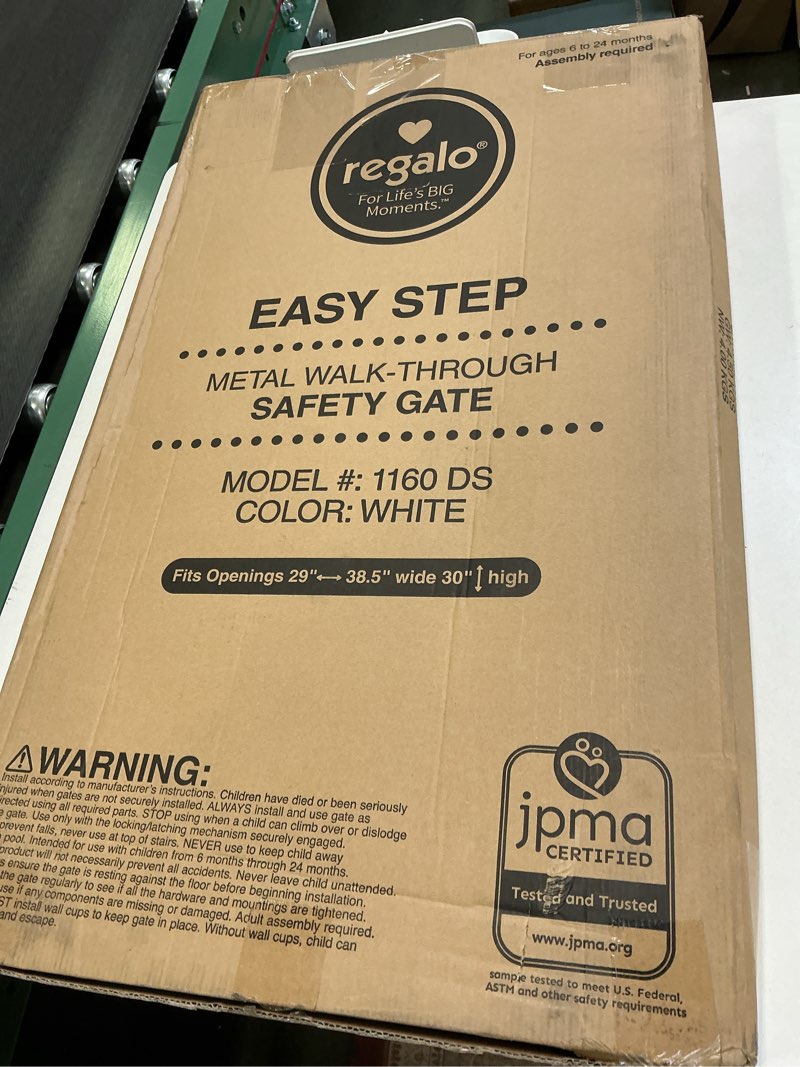 For ages 6 to 24 months
Assembly required
regalo®
For Life's BIG
Moments.™
EASY STEP
METAL WALK-THROUGH
SAFETY GATE
MODEL #: 1160 DS
COLOR: WHITE
Fits Openings 29"↔ 38.5" wide 30"↕ high
⚠WARNING:
Install according to manufacturer's instructions. Children have died or been seriously
njured when gates are not securely installed. ALWAYS install and use gate as
rected using all required parts. STOP using when a child can climb over or dislodge
e gate. Use only with the locking/latching mechanism securely engaged.
prevent falls, never use at top of stairs. NEVER use to keep child away
pool. Intended for use with children from 6 months through 24 months.
product will not necessarily prevent all accidents. Never leave child unattended.
s ensure the gate is resting against the floor before beginning installation.
the gate regularly to see if all the hardware and mountings are tightened.
use if any components are missing or damaged. Adult assembly required.
ST install wall cups to keep gate in place. Without wall cups, child can
and escape.
jpma
CERTIFIED
Tested and Trusted
www.jpma.org
sample tested to meet U.S. Federal,
ASTM and other safety requirements